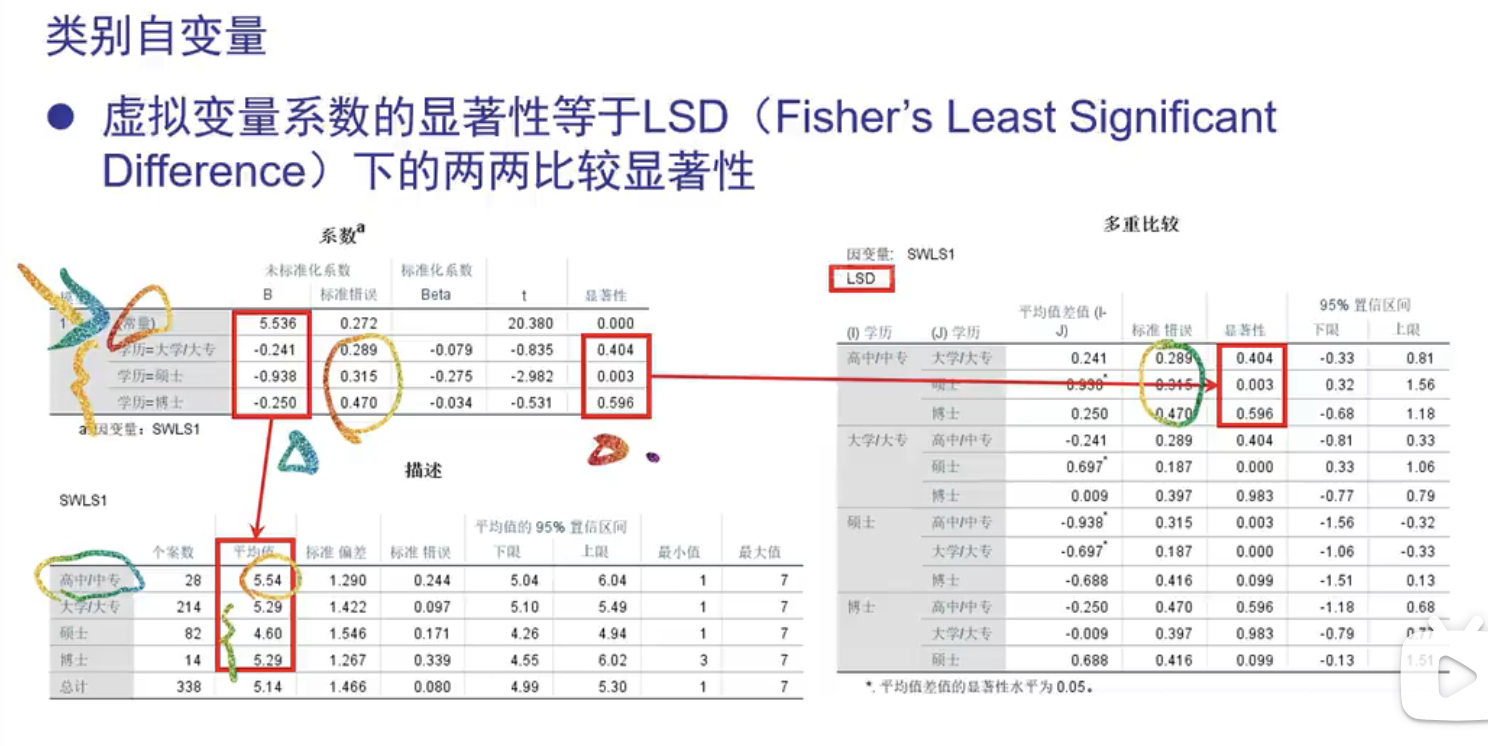 类别自变量
● 虚拟变量系数的显著性等于LSD（Fisher's Least Significant
Difference）下的两两比较显著性
系数a
未标准化系数 标准化系数
B 标准错误 Beta t 显著性
1 (常量) 5.536 0.272 20.380 0.000
学历=大学/大专 -0.241 0.289 -0.079 -0.835 0.404
学历=硕士 -0.938 0.315 -0.275 -2.982 0.003
学历=博士 -0.250 0.470 -0.034 -0.531 0.596
a 因变量：SWLS1
描述
SWLS1
平均值的 95% 置信区间
个案数 平均值 标准 偏差 标准 错误 下限 上限 最小值 最大值
高中/中专 28 5.54 1.290 0.244 5.04 6.04 1 7
大学/大专 214 5.29 1.422 0.097 5.10 5.49 1 7
硕士 82 4.60 1.546 0.171 4.26 4.94 1 7
博士 14 5.29 1.267 0.339 4.55 6.02 3 7
总计 338 5.14 1.466 0.080 4.99 5.30 1 7
多重比较
因变量: SWLS1
LSD
95% 置信区间
(I) 学历 (J) 学历 平均值差值 (I-J) 标准 错误 显著性 下限 上限
高中/中专 大学/大专 0.241 0.289 0.404 -0.33 0.81
硕士 0.938* 0.315 0.003 0.32 1.56
博士 0.250 0.470 0.596 -0.68 1.18
大学/大专 高中/中专 -0.241 0.289 0.404 -0.81 0.33
硕士 0.697* 0.187 0.000 0.33 1.06
博士 0.009 0.397 0.983 -0.77 0.79
硕士 高中/中专 -0.938* 0.315 0.003 -1.56 -0.32
大学/大专 -0.697* 0.187 0.000 -1.06 -0.33
博士 -0.688 0.416 0.099 -1.51 0.13
博士 高中/中专 -0.250 0.470 0.596 -1.18 0.68
大学/大专 -0.009 0.397 0.983 -0.79 0.77
硕士 0.688 0.416 0.099 -0.13 1.51
*. 平均值差值的显著性水平为 0.05。